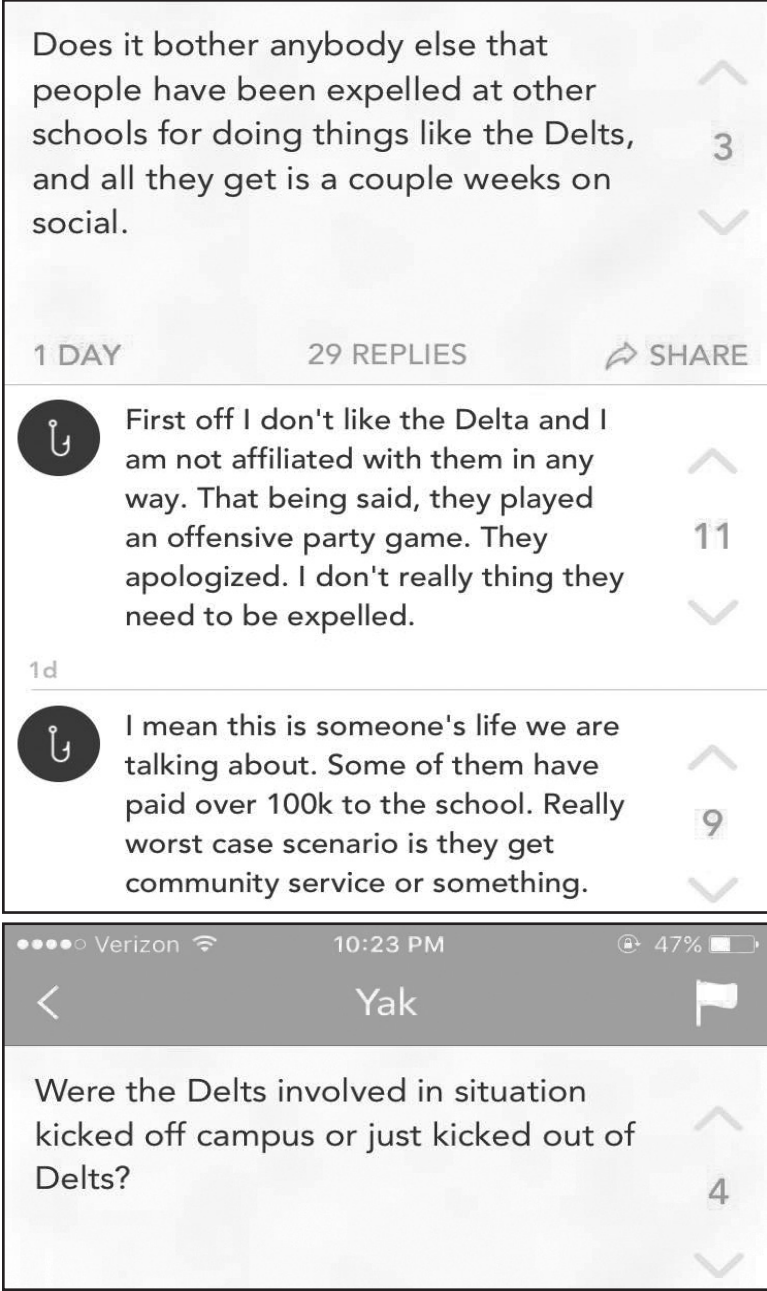 Does it bother anybody else that
people have been expelled at other
schools for doing things like the Delts,
and all they get is a couple weeks on
social.
3
1 DAY 29 REPLIES SHARE
First off I don't like the Delta and I
am not affiliated with them in any
way. That being said, they played
an offensive party game. They
apologized. I don't really thing they
need to be expelled.
11
1d
I mean this is someone's life we are
talking about. Some of them have
paid over 100k to the school. Really
worst case scenario is they get
community service or something.
9
Verizon 10:23 PM 47%
Yak
Were the Delts involved in situation
kicked off campus or just kicked out of
Delts?
4